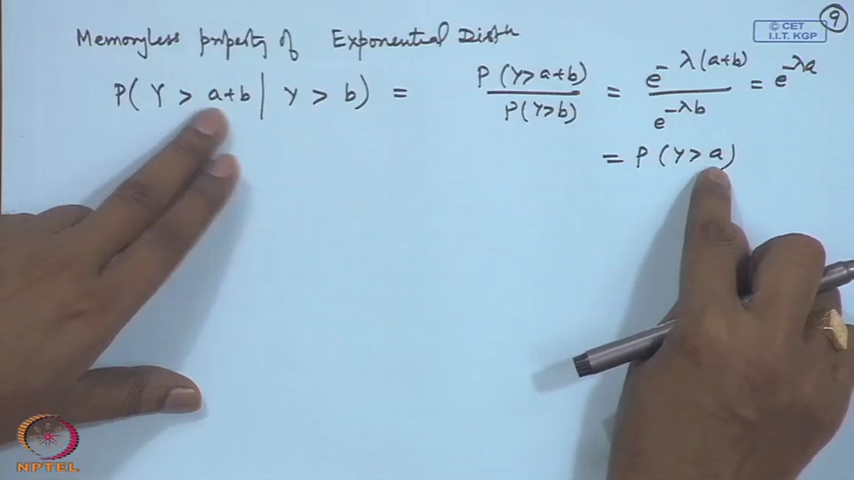 Memoryless property of Exponential Distn
P( Y > a+b | Y > b) = P(Y>a+b) / P(Y>b) = e^{-λ(a+b)} / e^{-λb} = e^{-λa}
= P(Y>a)
© CET
I.I.T. KGP
9
NPTEL